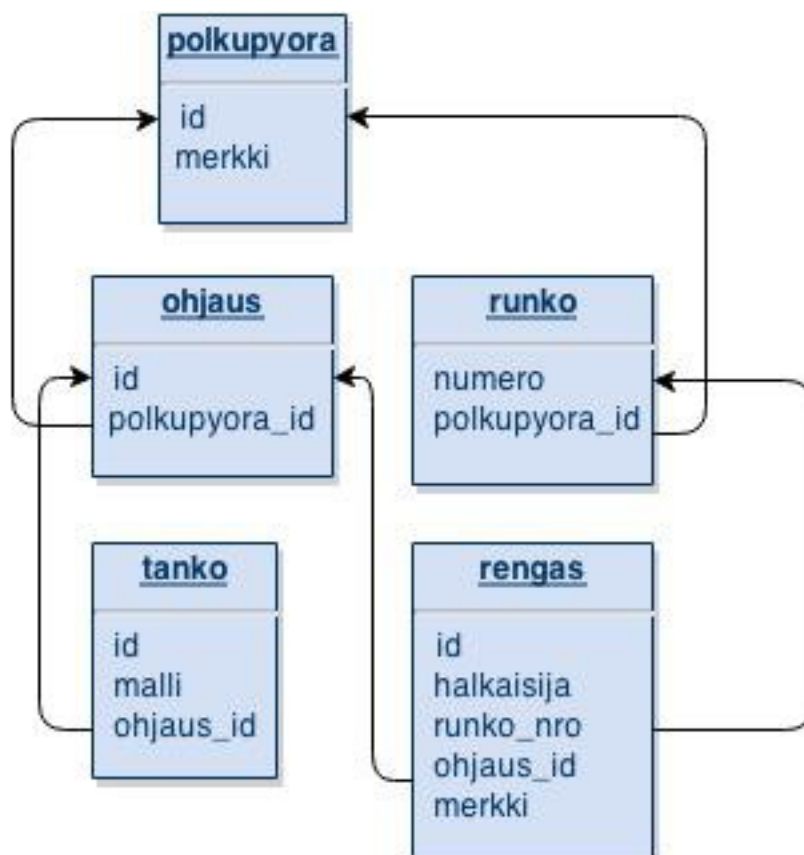 polkupyora
id
merkki
ohjaus
id
polkupyora_id
runko
numero
polkupyora_id
tanko
id
malli
ohjaus_id
rengas
id
halkaisija
runko_nro
ohjaus_id
merkki